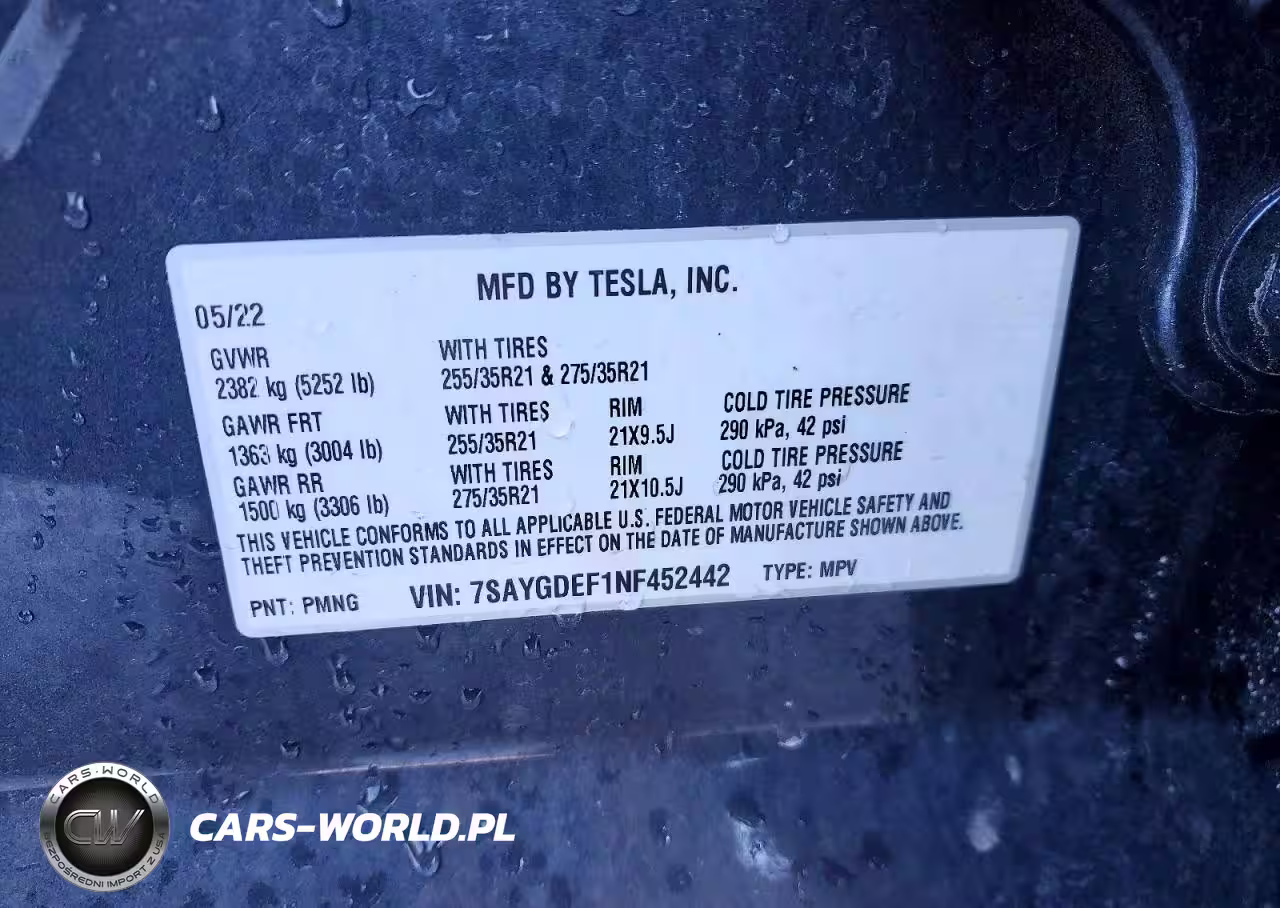 MFD BY TESLA, INC.
05/22
GVWR
2382 kg (5252 lb)
WITH TIRES
255/35R21 & 275/35R21
GAWR FRT
1363 kg (3004 lb)
WITH TIRES
255/35R21
RIM
21X9.5J
COLD TIRE PRESSURE
290 kPa, 42 psi
GAWR RR
1500 kg (3306 lb)
WITH TIRES
275/35R21
RIM
21X10.5J
COLD TIRE PRESSURE
290 kPa, 42 psi
THIS VEHICLE CONFORMS TO ALL APPLICABLE U.S. FEDERAL MOTOR VEHICLE SAFETY AND
THEFT PREVENTION STANDARDS IN EFFECT ON THE DATE OF MANUFACTURE SHOWN ABOVE.
PNT: PMNG
VIN: 7SAYGDEF1NF452442
TYPE: MPV
CARS-WORLD
CW
BEZPOŚREDNI IMPORT Z USA
CARS-WORLD.PL